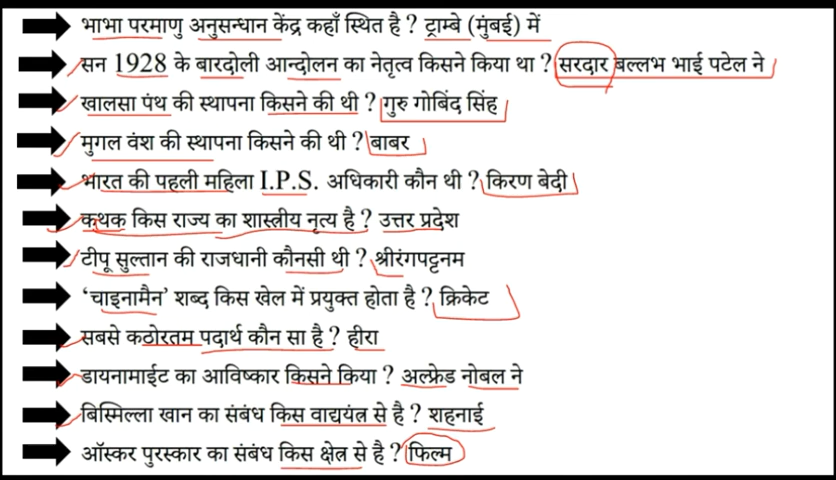 भाभा परमाणु अनुसन्धान केंद्र कहाँ स्थित है ? ट्राम्बे (मुंबई) में
सन 1928 के बारदोली आन्दोलन का नेतृत्व किसने किया था ? सरदार बल्लभ भाई पटेल ने
खालसा पंथ की स्थापना किसने की थी ? गुरु गोबिंद सिंह
मुगल वंश की स्थापना किसने की थी ? बाबर
भारत की पहली महिला I.P.S. अधिकारी कौन थी ? किरण बेदी
कथक किस राज्य का शास्त्रीय नृत्य है ? उत्तर प्रदेश
टीपू सुल्तान की राजधानी कौनसी थी ? श्रीरंगपट्टनम
‘चाइनामैन’ शब्द किस खेल में प्रयुक्त होता है ? क्रिकेट
सबसे कठोरतम पदार्थ कौन सा है ? हीरा
डायनामाईट का आविष्कार किसने किया ? अल्फ्रेड नोबल ने
बिस्मिल्ला खान का संबंध किस वाद्ययंत्र से है ? शहनाई
ऑस्कर पुरस्कार का संबंध किस क्षेत्र से है ? फिल्म